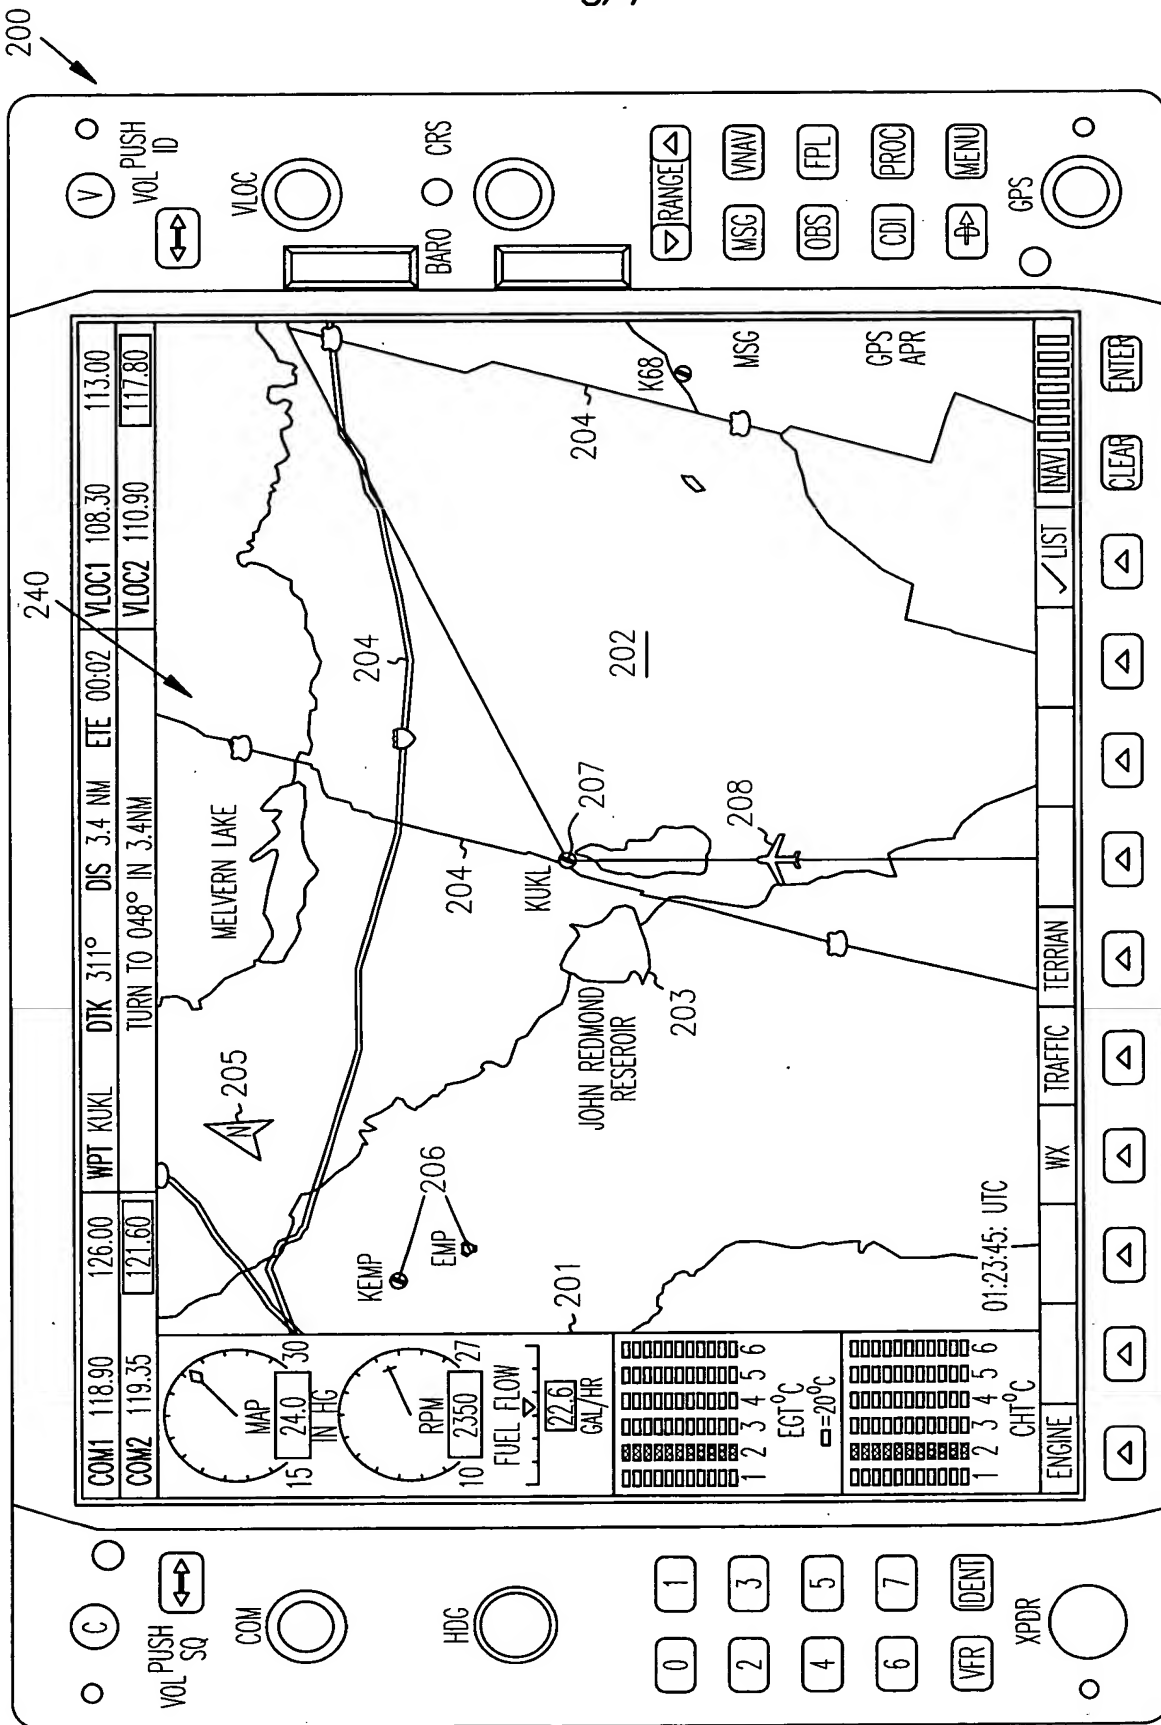 200
240
C
VOL PUSH
SQ
COM
HDG
0
1
2
3
4
5
6
7
VFR
IDENT
XPDR
COM1 118.90 126.00
COM2 119.35 121.60
WPT KUKL DTK 311° DIS 3.4 NM ETE 00:02
TURN TO 048° IN 3.4NM
VLOC1 108.30 113.00
VLOC2 110.90 117.80
MAP
24.0
15 IN HG 30
RPM
2350
10 27
FUEL FLOW
22.6
GAL/HR
1 2 3 4 5 6
EGT°C
=20°C
1 2 3 4 5 6
CHT°C
201
N
205
KEMP
EMP
206
MELVERN LAKE
204
204
KUKL
207
JOHN REDMOND
RESEROIR
203
208
202
204
K68
MSG
GPS
APR
01:23:45: UTC
ENGINE
WX
TRAFFIC
TERRIAN
LIST
NAV
CLEAR
ENTER
V
VOL PUSH
ID
VLOC
BARO
CRS
RANGE
MSG
VNAV
OBS
FPL
CDI
PROC
D
MENU
GPS